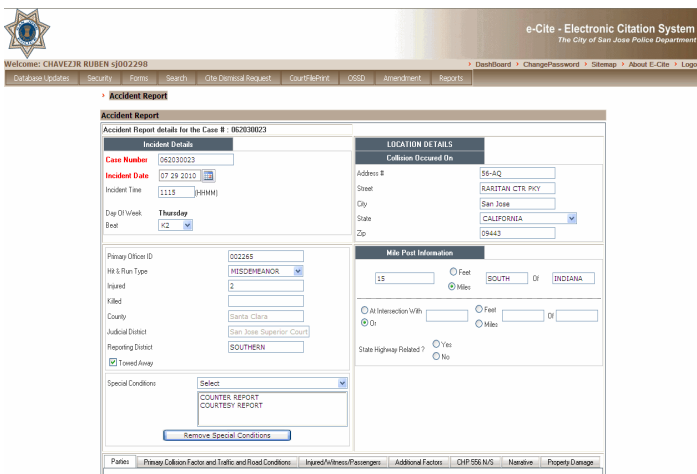 e-Cite - Electronic Citation System
The City of San Jose Police Department
Welcome: CHAVEZJR RUBEN sj002298
DashBoard ChangePassword Sitemap About E-Cite Logo
Database Updates Security Forms Search Cite Dismissal Request CourtFilePrint OSSD Amendment Reports
Accident Report
Accident Report
Accident Report details for the Case # : 062030023
Incident Details
Case Number 062030023
Incident Date 07 29 2010
Incident Time 1115 (HHMM)
Day Of Week Thursday
Beat K2
LOCATION DETAILS
Collision Occured On
Address # 56-AQ
Street RARITAN CTR PKY
City San Jose
State CALIFORNIA
Zip 09443
Primary Officer ID 002265
Hit & Run Type MISDEMEANOR
Injured 2
Killed
County Santa Clara
Judicial District San Jose Superior Court
Reporting District SOUTHERN
Towed Away
Mile Post Information
15 Feet Miles SOUTH Of INDIANA
At Intersection With Feet Of
Or Miles
State Highway Related ? Yes
No
Special Conditions Select
COUNTER REPORT
COURTESY REPORT
Remove Special Conditions
Parties Primary Collision Factor and Traffic and Road Conditions Injured/Witness/Passengers Additional Factors CHP 556 N/S Narrative Property Damage